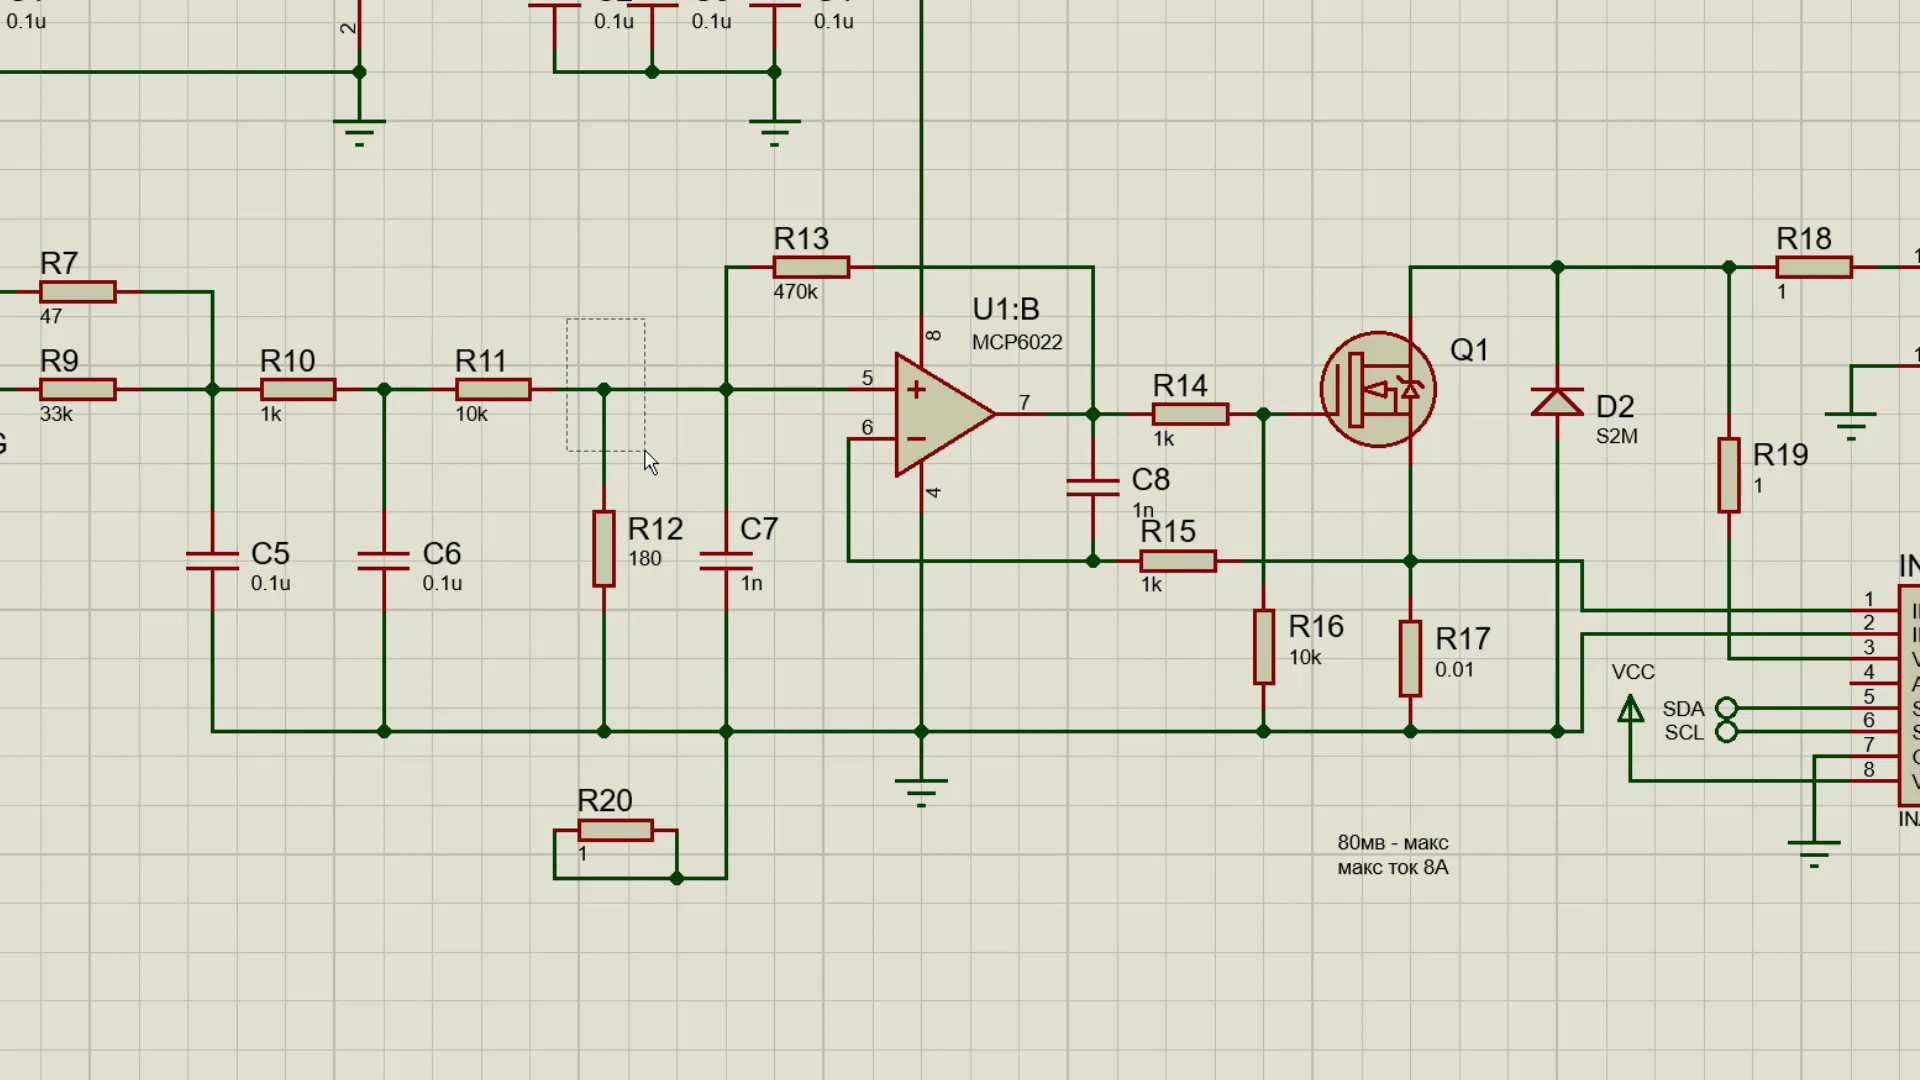 0.1u
2
0.1u
0.1u
0.1u
R7
47
R9
33k
R10
1k
R11
10k
R13
470k
U1:B
MCP6022
8
5
6
7
4
R14
1k
Q1
D2
S2M
R18
1
R19
1
C5
0.1u
C6
0.1u
R12
180
C7
1n
C8
1n
R15
1k
R16
10k
R17
0.01
VCC
SDA
SCL
1
2
3
4
5
6
7
8
R20
1
80мв - макс
макс ток 8А